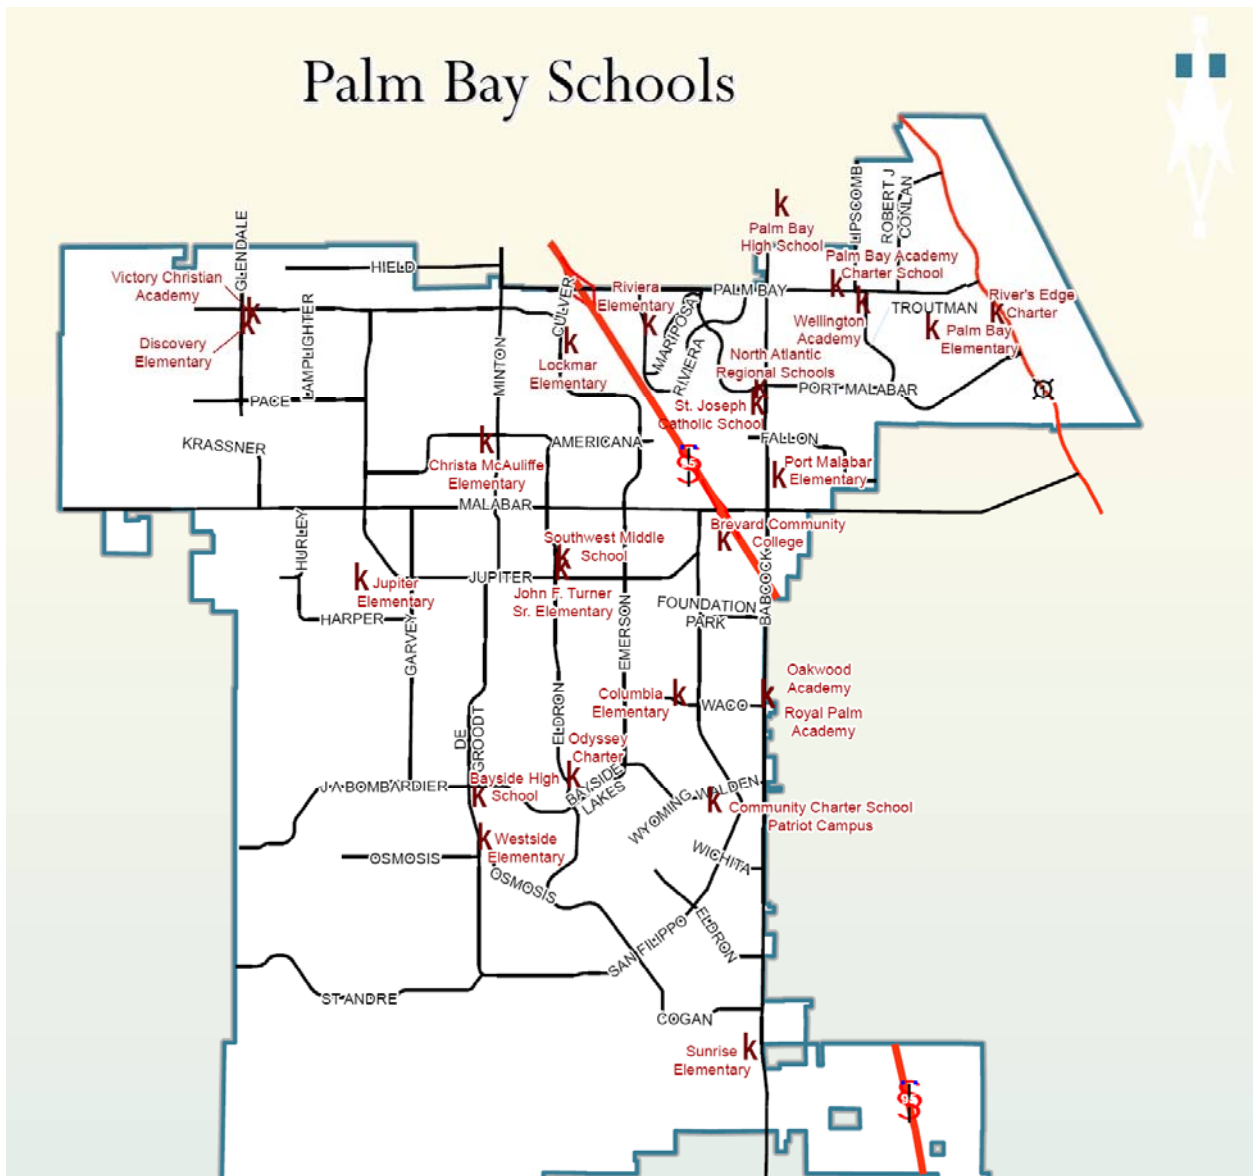 Palm Bay Schools
k
Palm Bay
High School
LIPSCOMB
ROBERT J
CONLAN
GLENDALE
HIELD
Victory Christian
Academy
k
k
Discovery
Elementary
LAMPLIGHTER
PACE
KRASSNER
MINTON
CULVER
k
Lockmar
Elementary
Riviera
Elementary
k
MARIPOSA
RIVIERA
PALM BAY
Palm Bay Academy
Charter School
k
k
Wellington
Academy
TROUTMAN
k
Palm Bay
Elementary
River's Edge
Charter
k
North Atlantic
Regional Schools
k
PORT MALABAR
1
St. Joseph
Catholic School
k
FALLON
k
Port Malabar
Elementary
k
Christa McAuliffe
Elementary
AMERICANA
95
MALABAR
Brevard Community
College
k
HURLEY
Southwest Middle
School
k
k
John F. Turner
Sr. Elementary
k
Jupiter
Elementary
JUPITER
HARPER
GARVEY
EMERSON
FOUNDATION
PARK
BABCOCK
Oakwood
Academy
k
Royal Palm
Academy
Columbia
Elementary
k
WACO
DE
GROODT
ELDRON
Odyssey
Charter
k
BAYSIDE
LAKES
J A BOMBARDIER
Bayside High
School
k
WYOMING
WALDEN
k
Community Charter School
Patriot Campus
k
Westside
Elementary
OSMOSIS
OSMOSIS
WICHITA
ELDRON
SAN FILIPPO
ST ANDRE
COGAN
Sunrise
Elementary
k
95